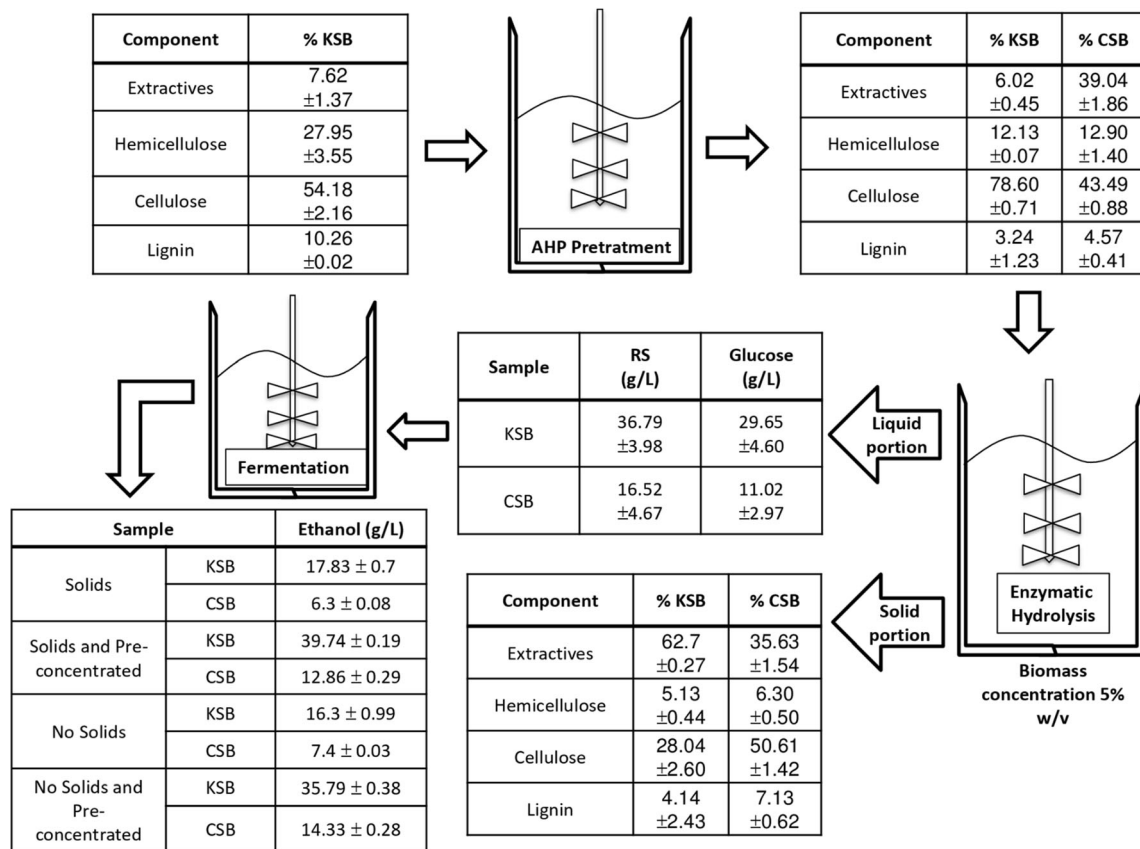 Component % KSB
Extractives 7.62 ±1.37
Hemicellulose 27.95 ±3.55
Cellulose 54.18 ±2.16
Lignin 10.26 ±0.02
AHP Pretratment
Component % KSB % CSB
Extractives 6.02 ±0.45 39.04 ±1.86
Hemicellulose 12.13 ±0.07 12.90 ±1.40
Cellulose 78.60 ±0.71 43.49 ±0.88
Lignin 3.24 ±1.23 4.57 ±0.41
Enzymatic
Hydrolysis
Biomass
concentration 5%
w/v
Liquid
portion
Sample RS (g/L) Glucose (g/L)
KSB 36.79 ±3.98 29.65 ±4.60
CSB 16.52 ±4.67 11.02 ±2.97
Solid
portion
Component % KSB % CSB
Extractives 62.7 ±0.27 35.63 ±1.54
Hemicellulose 5.13 ±0.44 6.30 ±0.50
Cellulose 28.04 ±2.60 50.61 ±1.42
Lignin 4.14 ±2.43 7.13 ±0.62
Fermentation
Sample Ethanol (g/L)
Solids KSB 17.83 ± 0.7
CSB 6.3 ± 0.08
Solids and Pre-concentrated KSB 39.74 ± 0.19
CSB 12.86 ± 0.29
No Solids KSB 16.3 ± 0.99
CSB 7.4 ± 0.03
No Solids and Pre-concentrated KSB 35.79 ± 0.38
CSB 14.33 ± 0.28